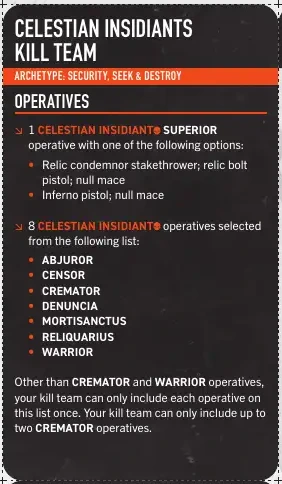 CELESTIAN INSIDIANTS
KILL TEAM
ARCHETYPE: SECURITY, SEEK & DESTROY
OPERATIVES
↘ 1 CELESTIAN INSIDIANT SUPERIOR
operative with one of the following options:
• Relic condemnor stakethrower; relic bolt
pistol; null mace
• Inferno pistol; null mace
↘ 8 CELESTIAN INSIDIANT operatives selected
from the following list:
• ABJUROR
• CENSOR
• CREMATOR
• DENUNCIA
• MORTISANCTUS
• RELIQUARIUS
• WARRIOR
Other than CREMATOR and WARRIOR operatives,
your kill team can only include each operative on
this list once. Your kill team can only include up to
two CREMATOR operatives.